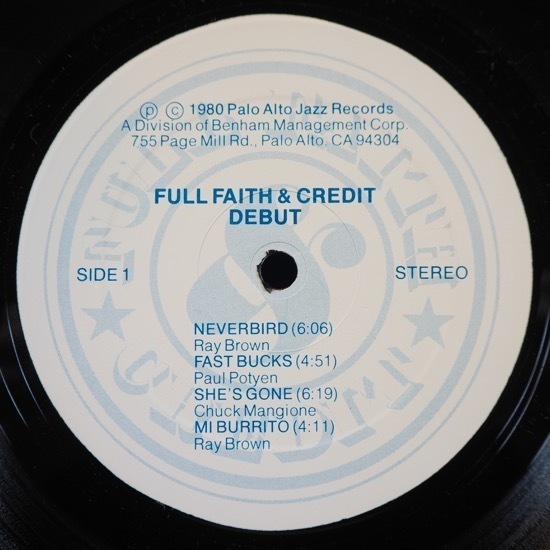 Ⓟ © 1980 Palo Alto Jazz Records
A Division of Benham Management Corp.
755 Page Mill Rd., Palo Alto, CA 94304
FULL FAITH & CREDIT
DEBUT
SIDE 1
STEREO
NEVERBIRD (6:06)
Ray Brown
FAST BUCKS (4:51)
Paul Potyen
SHE'S GONE (6:19)
Chuck Mangione
MI BURRITO (4:11)
Ray Brown